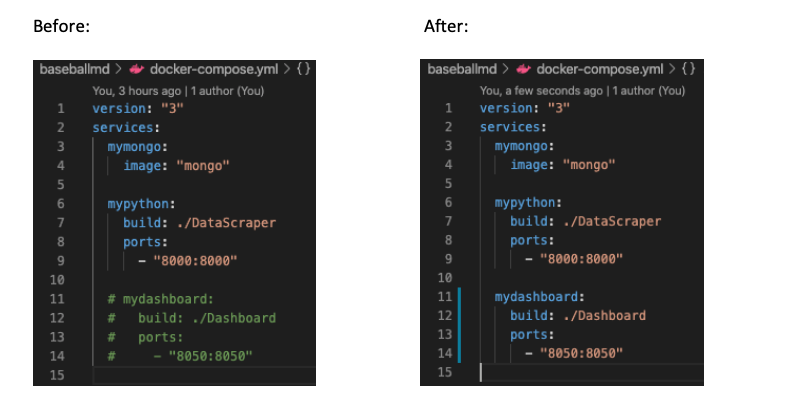 Before:
baseballmd > docker-compose.yml > {}
You, 3 hours ago | 1 author (You)
1 version: "3"
2 services:
3   mymongo:
4     image: "mongo"
5
6   mypython:
7     build: ./DataScraper
8     ports:
9       - "8000:8000"
10
11   # mydashboard:
12   #   build: ./Dashboard
13   #   ports:
14   #     - "8050:8050"
15
After:
baseballmd > docker-compose.yml > {}
You, a few seconds ago | 1 author (You)
1 version: "3"
2 services:
3   mymongo:
4     image: "mongo"
5
6   mypython:
7     build: ./DataScraper
8     ports:
9       - "8000:8000"
10
11   mydashboard:
12     build: ./Dashboard
13     ports:
14       - "8050:8050"
15